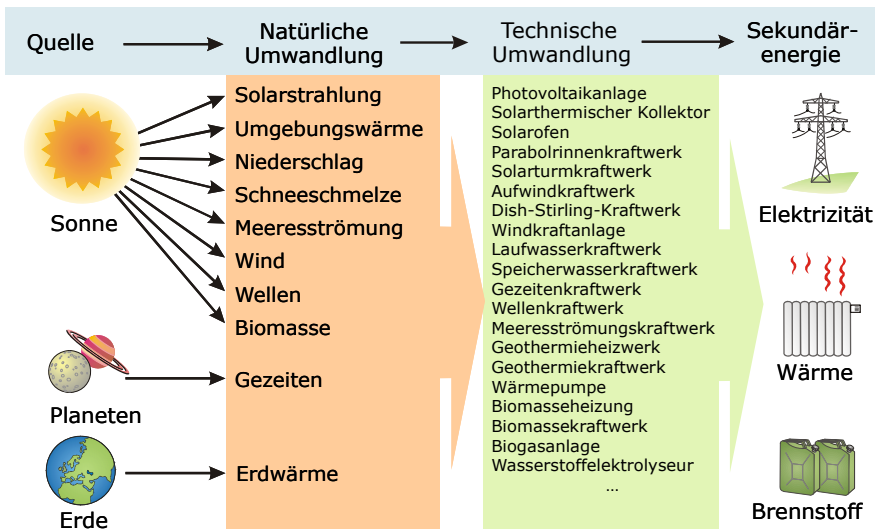 Quelle
Natürliche
Umwandlung
Technische
Umwandlung
Sekundär-
energie
Sonne
Planeten
Erde
Solarstrahlung
Umgebungswärme
Niederschlag
Schneeschmelze
Meeresströmung
Wind
Wellen
Biomasse
Gezeiten
Erdwärme
Photovoltaikanlage
Solarthermischer Kollektor
Solarofen
Parabolrinnenkraftwerk
Solarturmkraftwerk
Aufwindkraftwerk
Dish-Stirling-Kraftwerk
Windkraftanlage
Laufwasserkraftwerk
Speicherwasserkraftwerk
Gezeitenkraftwerk
Wellenkraftwerk
Meeresströmungskraftwerk
Geothermieheizwerk
Geothermiekraftwerk
Wärmepumpe
Biomasseheizung
Biomassekraftwerk
Biogasanlage
Wasserstoffelektrolyseur
...
Elektrizität
Wärme
Brennstoff